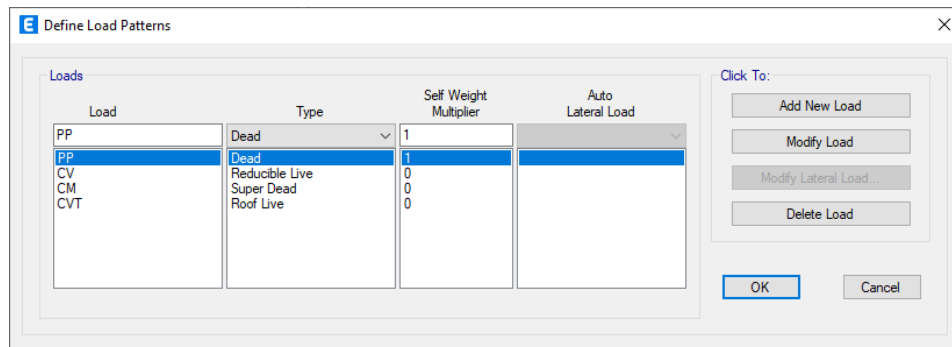 E Define Load Patterns
Loads
Load Type Self Weight Multiplier Auto Lateral Load
PP Dead 1
PP Dead 1
CV Reducible Live 0
CM Super Dead 0
CVT Roof Live 0
Click To:
Add New Load
Modify Load
Modify Lateral Load...
Delete Load
OK Cancel